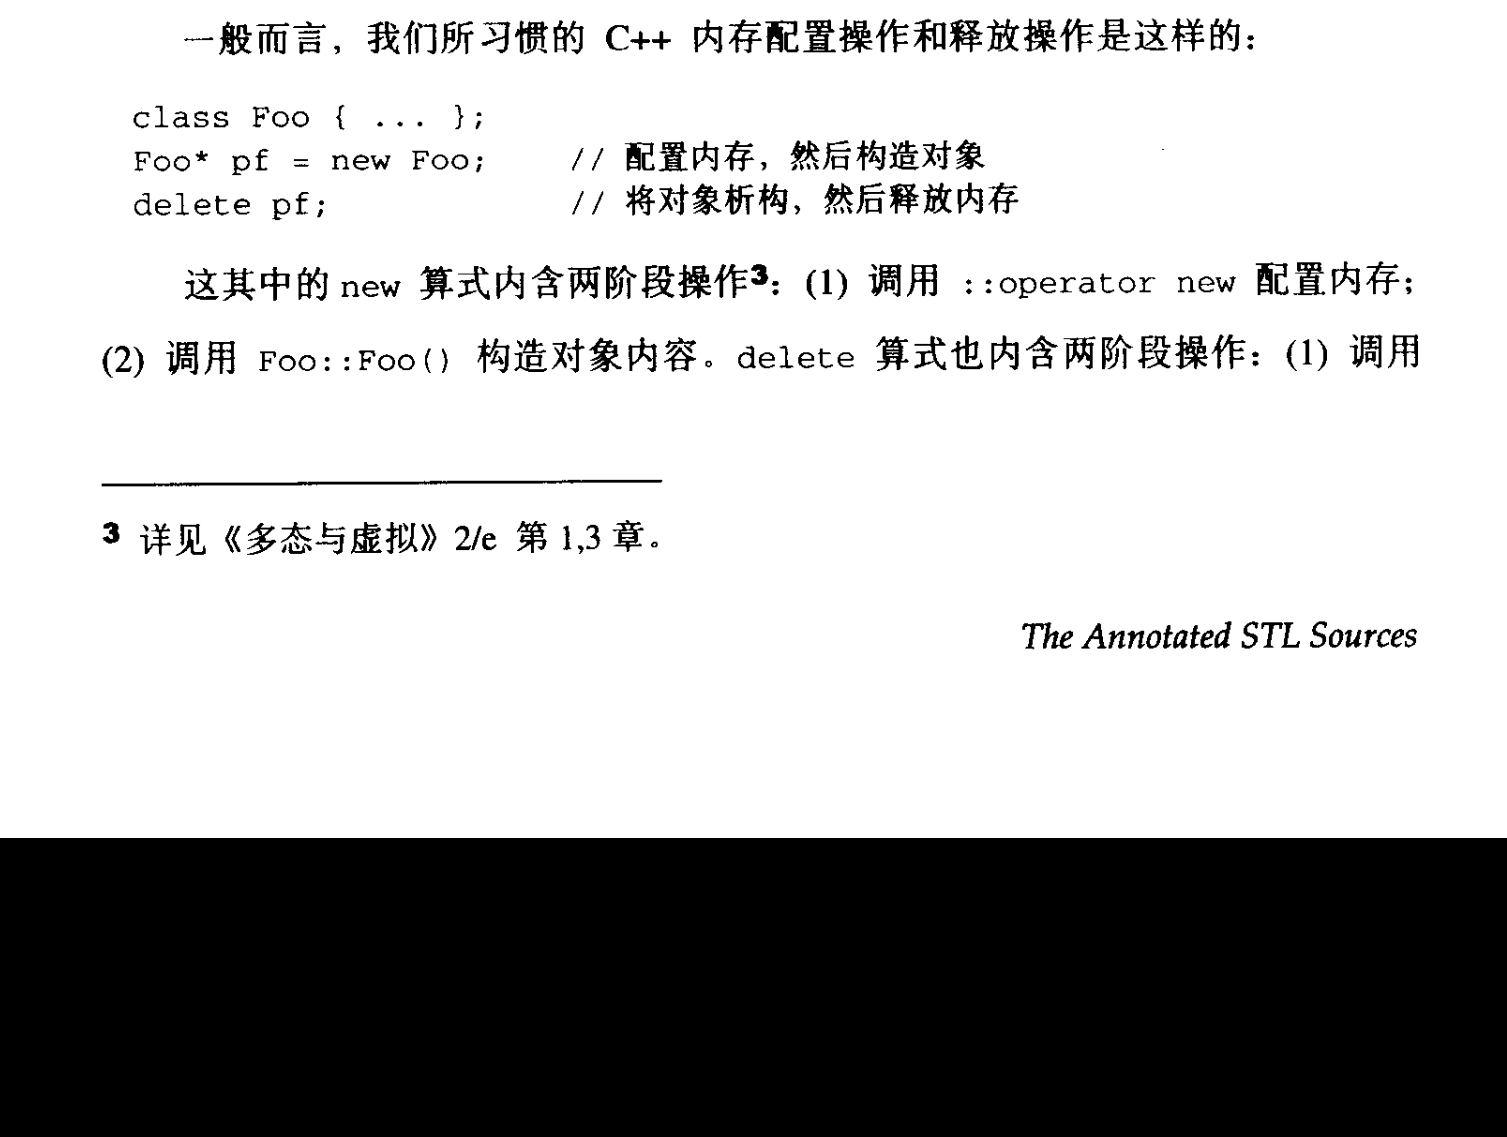 一般而言，我们所习惯的 C++ 内存配置操作和释放操作是这样的：
class Foo { ... };
Foo* pf = new Foo; // 配置内存，然后构造对象
delete pf; // 将对象析构，然后释放内存
这其中的 new 算式内含两阶段操作3：(1) 调用 ::operator new 配置内存；
(2) 调用 Foo::Foo() 构造对象内容。delete 算式也内含两阶段操作：(1) 调用
3 详见《多态与虚拟》2/e 第 1,3 章。
The Annotated STL Sources